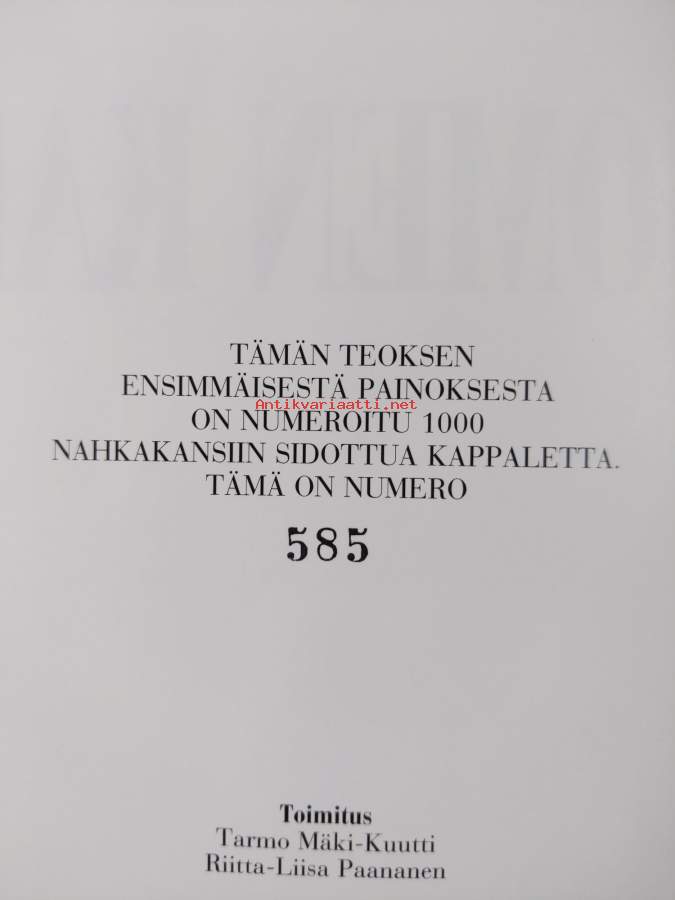 TÄMÄN TEOKSEN
ENSIMMÄISESTÄ PAINOKSESTA
Antikvariaatti.net
ON NUMEROITU 1000
NAHKAKANSIIN SIDOTTUA KAPPALETTA.
TÄMÄ ON NUMERO
585
Toimitus
Tarmo Mäki-Kuutti
Riitta-Liisa Paananen